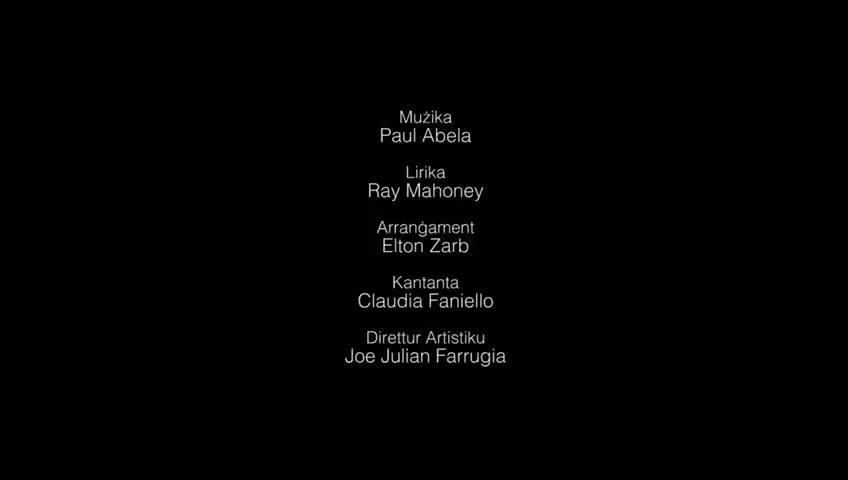 Mużika
Paul Abela
Lirika
Ray Mahoney
Arranġament
Elton Zarb
Kantanta
Claudia Faniello
Direttur Artistiku
Joe Julian Farrugia